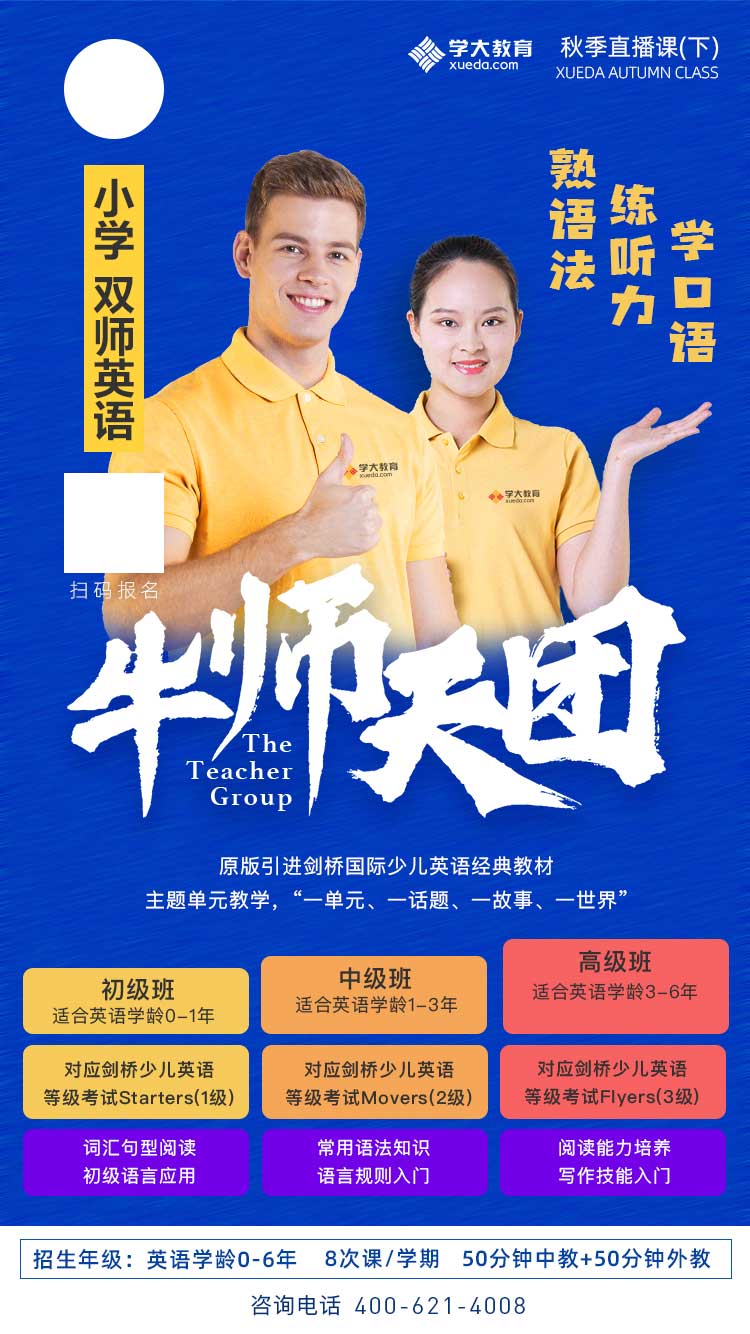 学大教育
xueda.com
秋季直播课(下)
XUEDA AUTUMN CLASS
小学 双师英语
熟语法
练听力
学口语
学大教育
xueda.com
学大教育
xueda.com
扫码报名
牛师天团
The
Teacher
Group
原版引进剑桥国际少儿英语经典教材
主题单元教学，“一单元、一话题、一故事、一世界”
初级班
适合英语学龄0-1年
中级班
适合英语学龄1-3年
高级班
适合英语学龄3-6年
对应剑桥少儿英语
等级考试Starters(1级)
对应剑桥少儿英语
等级考试Movers(2级)
对应剑桥少儿英语
等级考试Flyers(3级)
词汇句型阅读
初级语言应用
常用语法知识
语言规则入门
阅读能力培养
写作技能入门
招生年级：英语学龄0-6年 8次课/学期 50分钟中教+50分钟外教
咨询电话 400-621-4008